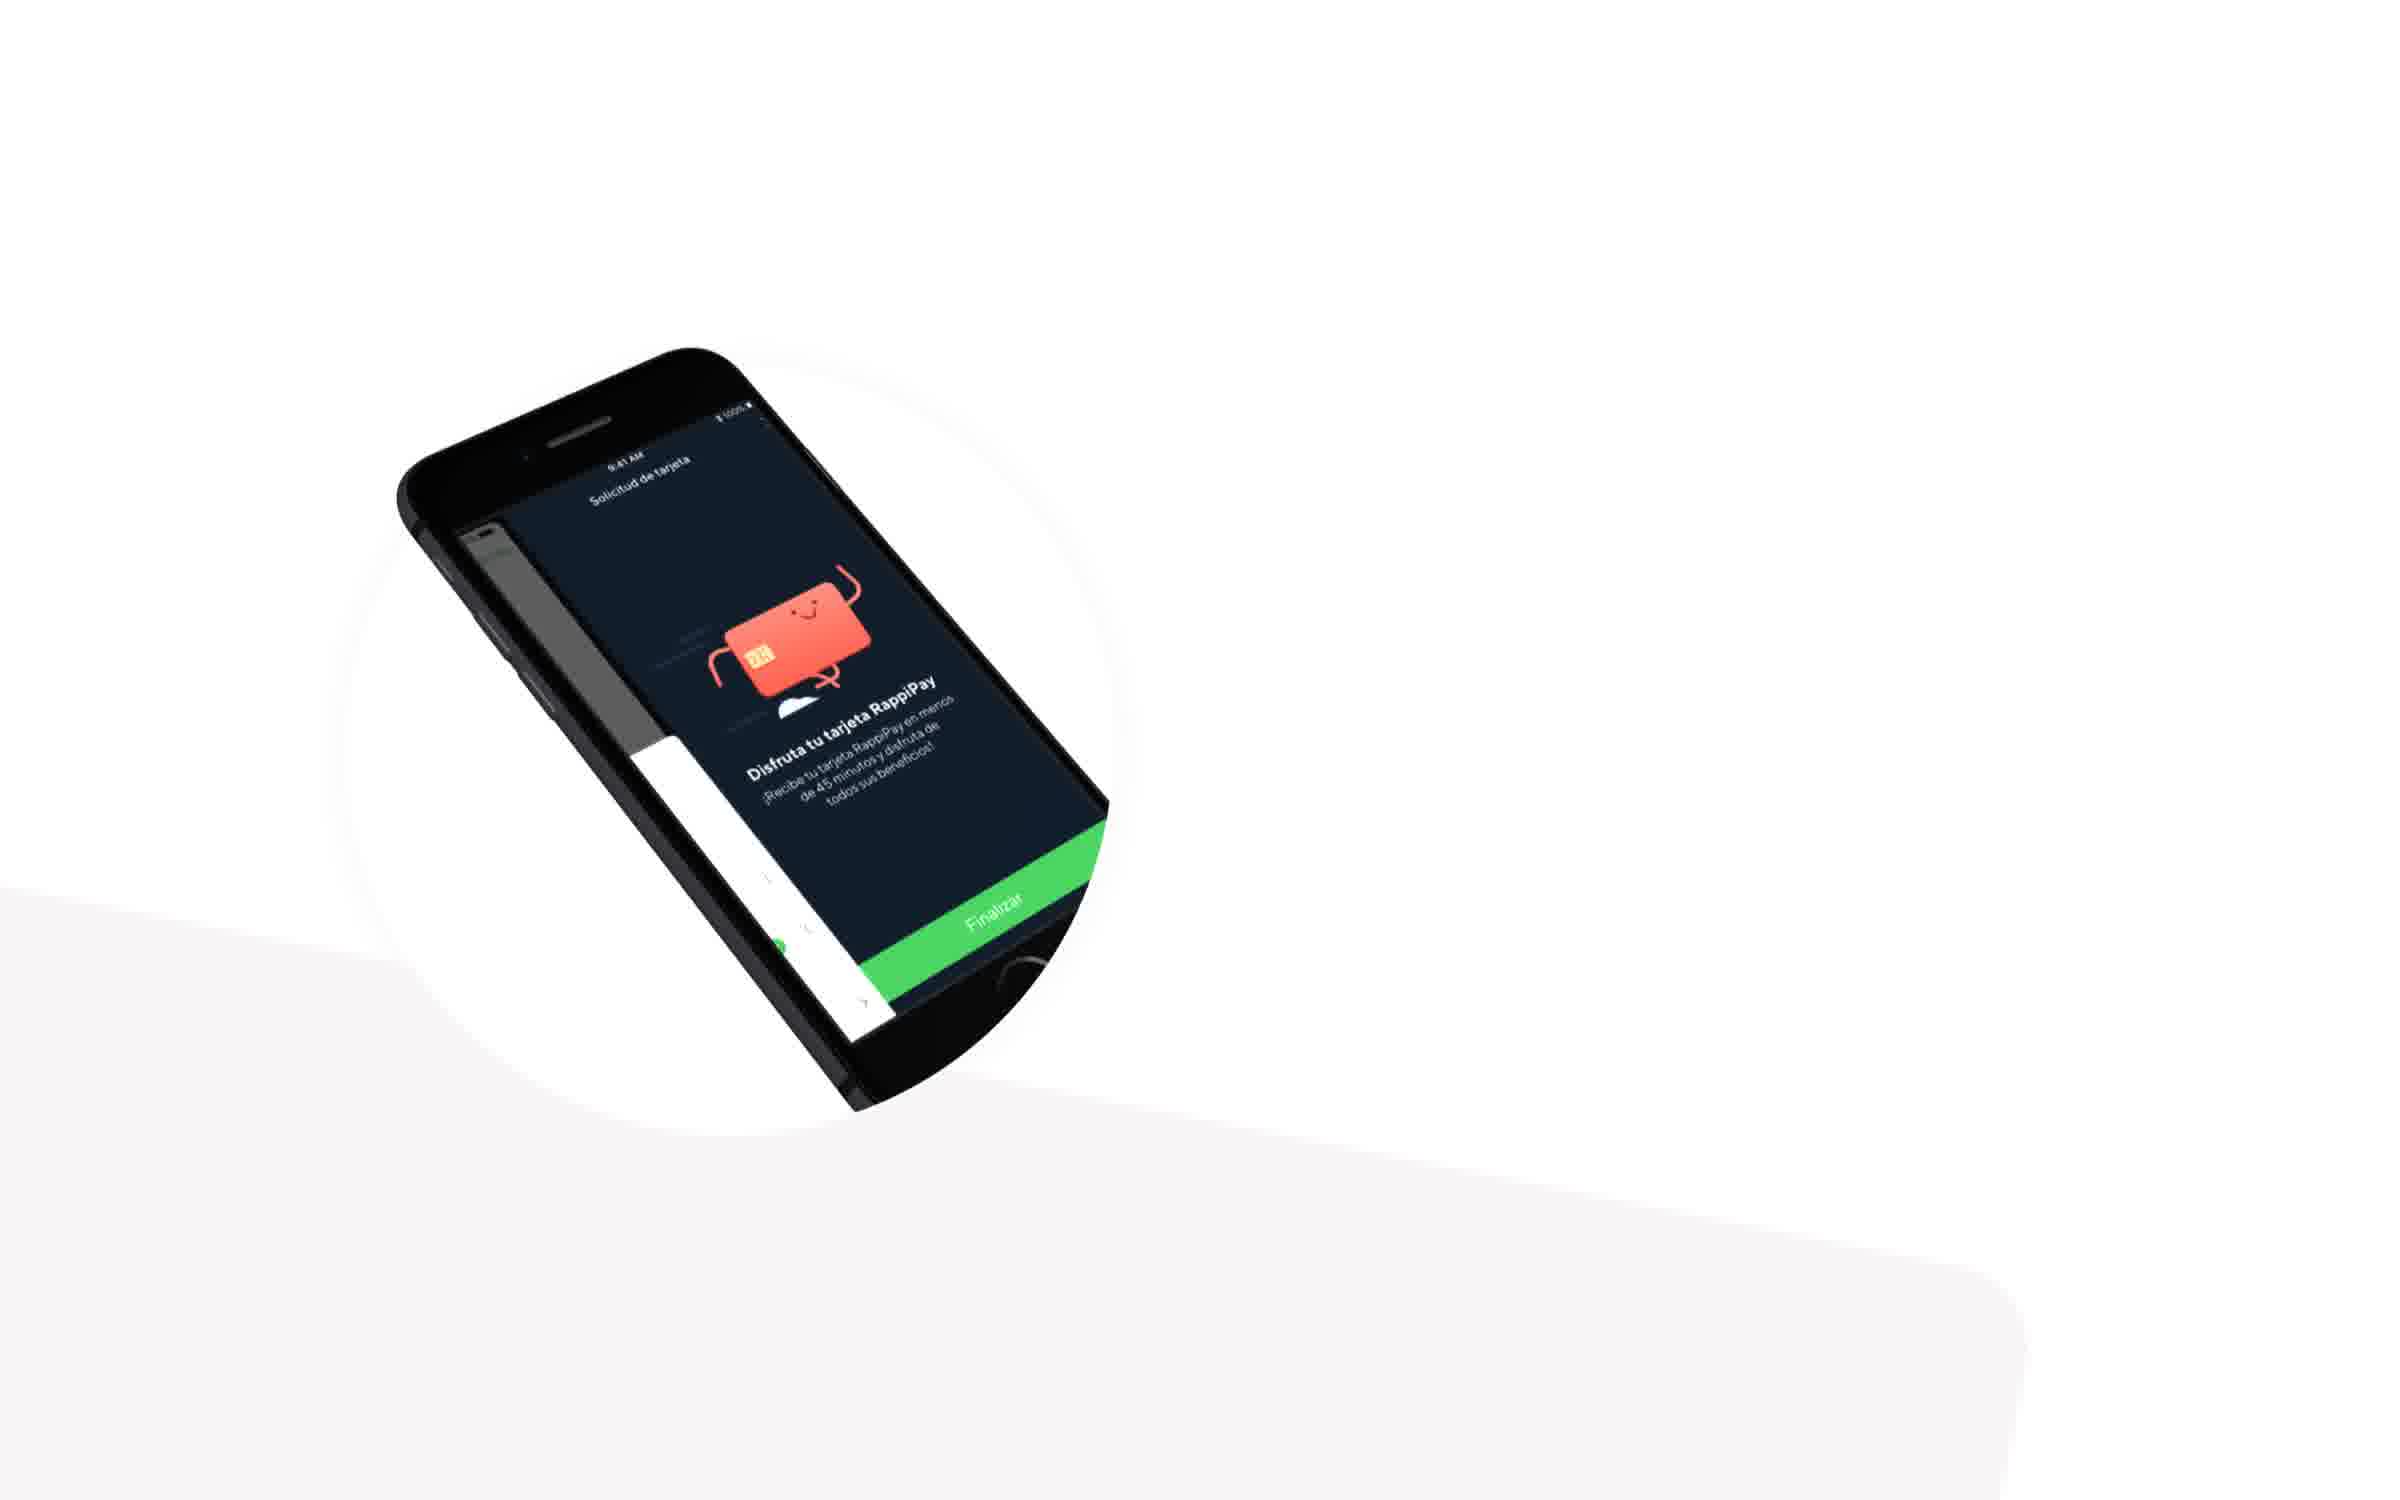 100%
9:41 AM
Solicitud de tarjeta
Disfruta tu tarjeta RappiPay
¡Recibe tu tarjeta RappiPay en menos
de 45 minutos y disfruta de
todos sus beneficios!
Finalizar